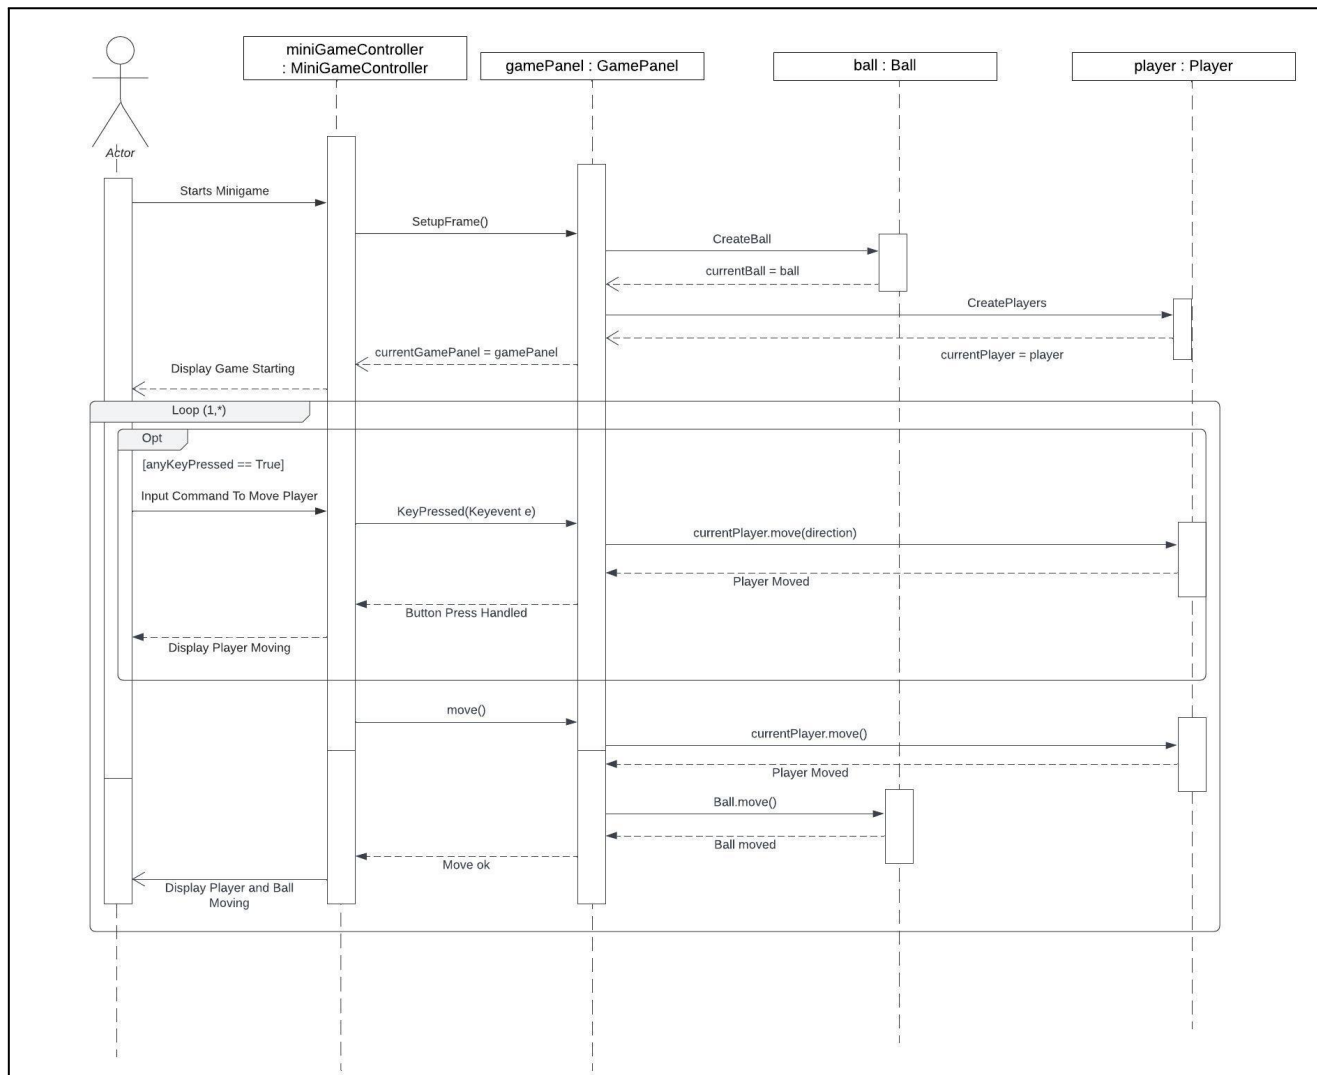 miniGameController
: MiniGameController
gamePanel : GamePanel
ball : Ball
player : Player
Actor
Starts Minigame
SetupFrame()
CreateBall
currentBall = ball
CreatePlayers
currentPlayer = player
currentGamePanel = gamePanel
Display Game Starting
Loop (1,*)
Opt
[anyKeyPressed == True]
Input Command To Move Player
KeyPressed(Keyevent e)
currentPlayer.move(direction)
Player Moved
Button Press Handled
Display Player Moving
move()
currentPlayer.move()
Player Moved
Ball.move()
Ball moved
Move ok
Display Player and Ball
Moving